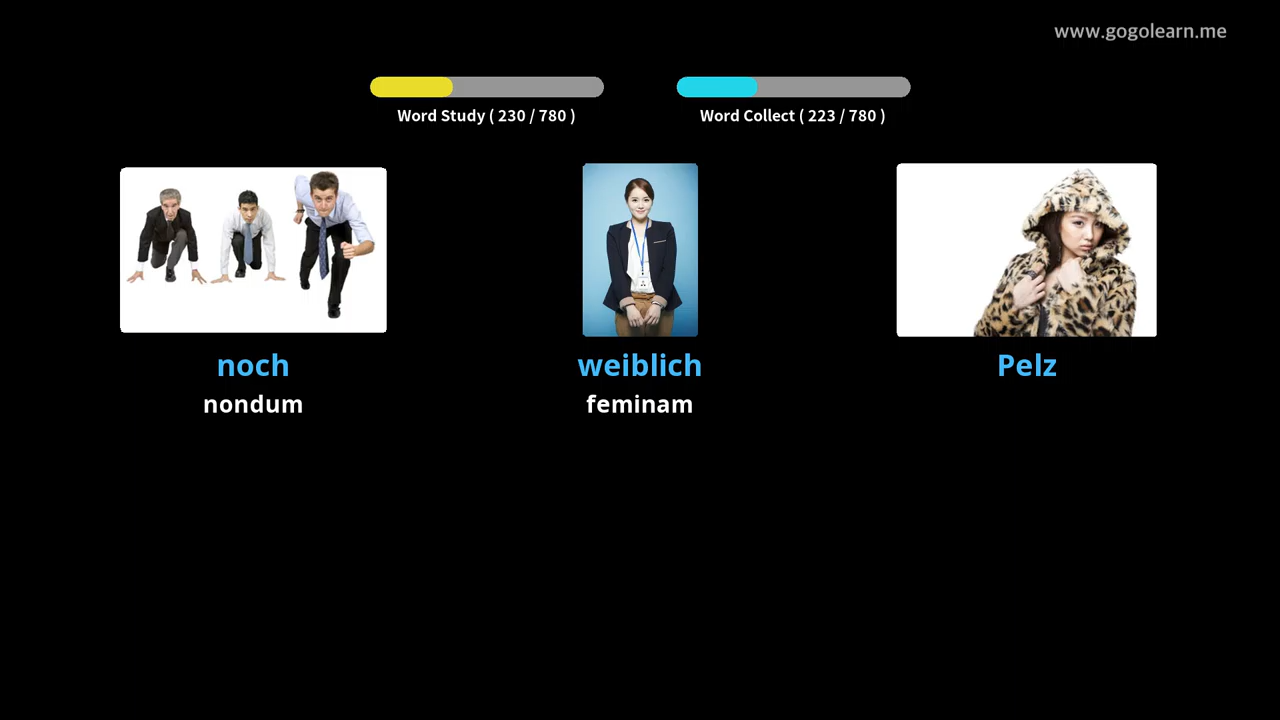 www.gogolearn.me
Word Study ( 230 / 780 )
Word Collect ( 223 / 780 )
noch
weiblich
Pelz
nondum
feminam